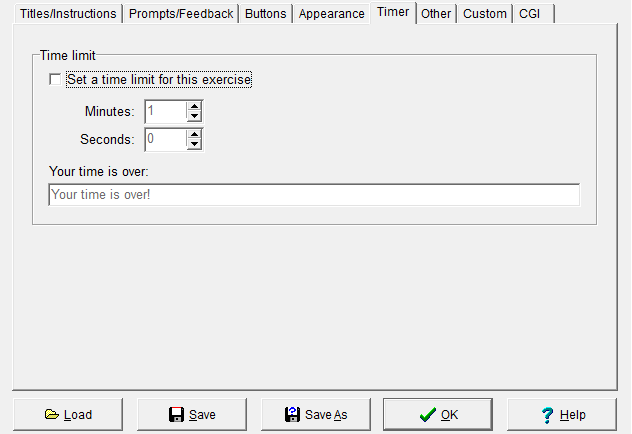 Titles/Instructions Prompts/Feedback Buttons Appearance Timer Other Custom CGI
Time limit
Set a time limit for this exercise
Minutes: 1
Seconds: 0
Your time is over:
Your time is over!
Load Save Save As OK Help